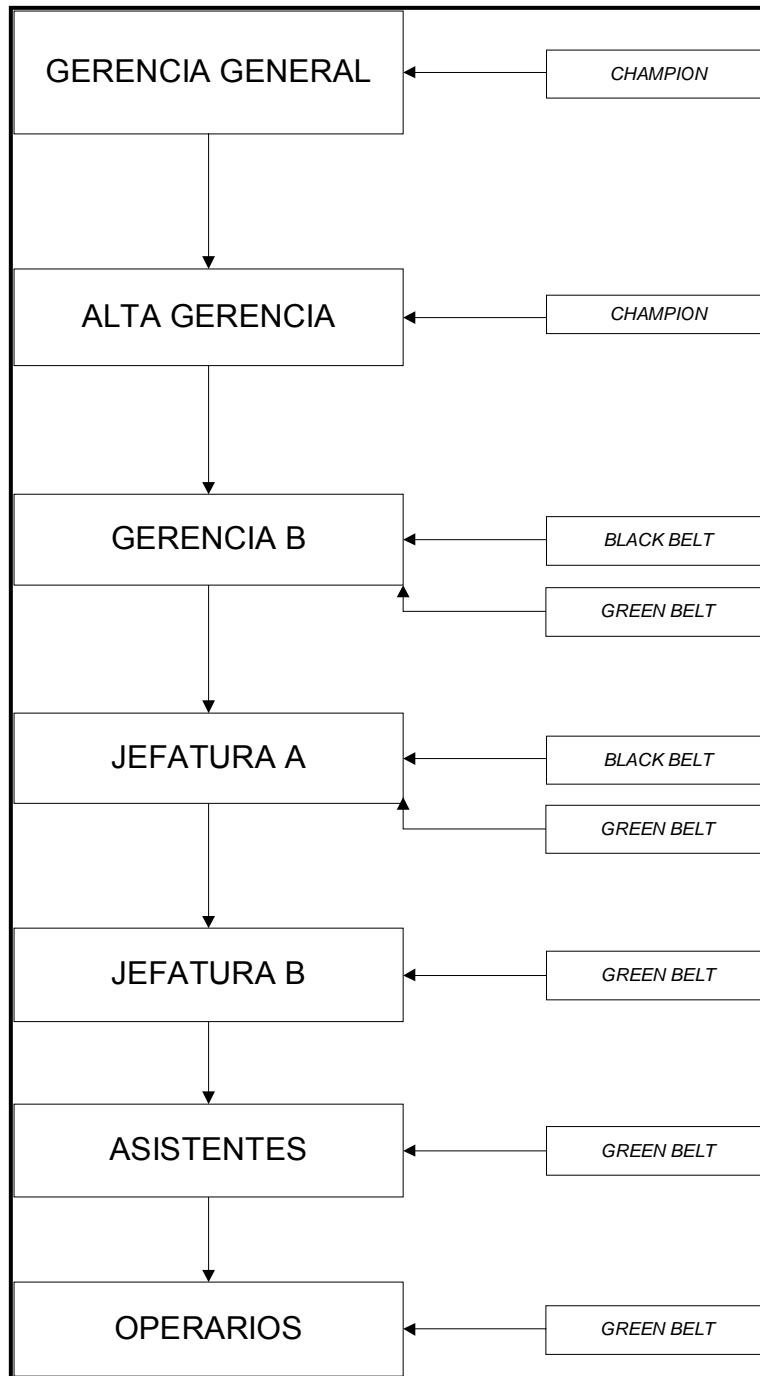 GERENCIA GENERAL
CHAMPION
ALTA GERENCIA
CHAMPION
GERENCIA B
BLACK BELT
GREEN BELT
JEFATURA A
BLACK BELT
GREEN BELT
JEFATURA B
GREEN BELT
ASISTENTES
GREEN BELT
OPERARIOS
GREEN BELT